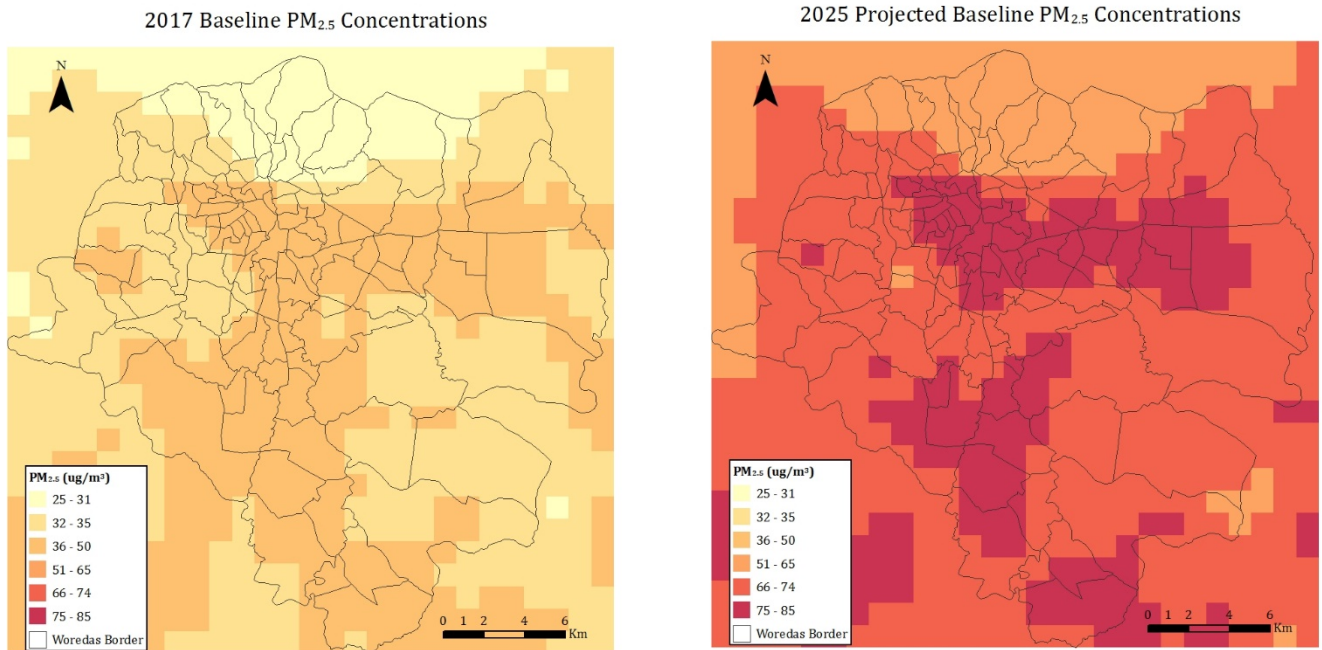 2017 Baseline PM₂.₅ Concentrations
N
PM₂.₅ (ug/m³)
25 - 31
32 - 35
36 - 50
51 - 65
66 - 74
75 - 85
Woredas Border
0 1 2 4 6
Km
2025 Projected Baseline PM₂.₅ Concentrations
N
PM₂.₅ (ug/m³)
25 - 31
32 - 35
36 - 50
51 - 65
66 - 74
75 - 85
Woredas Border
0 1 2 4 6
Km